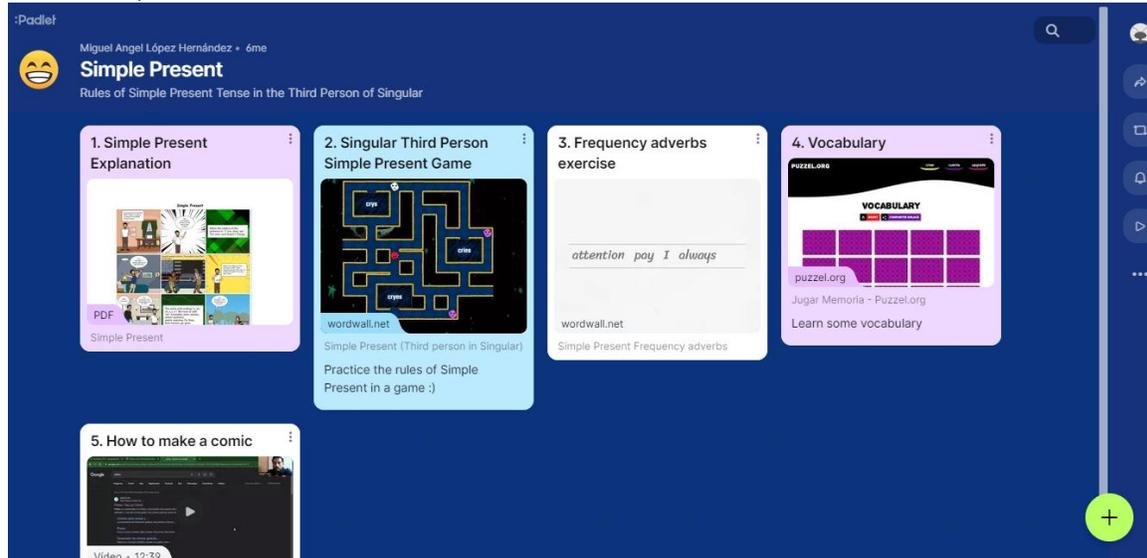 :Padlet
Miguel Angel López Hernández • 6me
Simple Present
Rules of Simple Present Tense in the Third Person of Singular
1. Simple Present
Explanation
Simple Present
PDF
Simple Present
2. Singular Third Person
Simple Present Game
crys
cries
cryes
wordwall.net
Simple Present (Third person in Singular)
Practice the rules of Simple
Present in a game :)
3. Frequency adverbs
exercise
attention pay I always
wordwall.net
Simple Present Frequency adverbs
4. Vocabulary
PUZZEL.ORG
VOCABULARY
puzzel.org
Jugar Memoria - Puzzel.org
Learn some vocabulary
5. How to make a comic
Google
Vídeo • 12:39